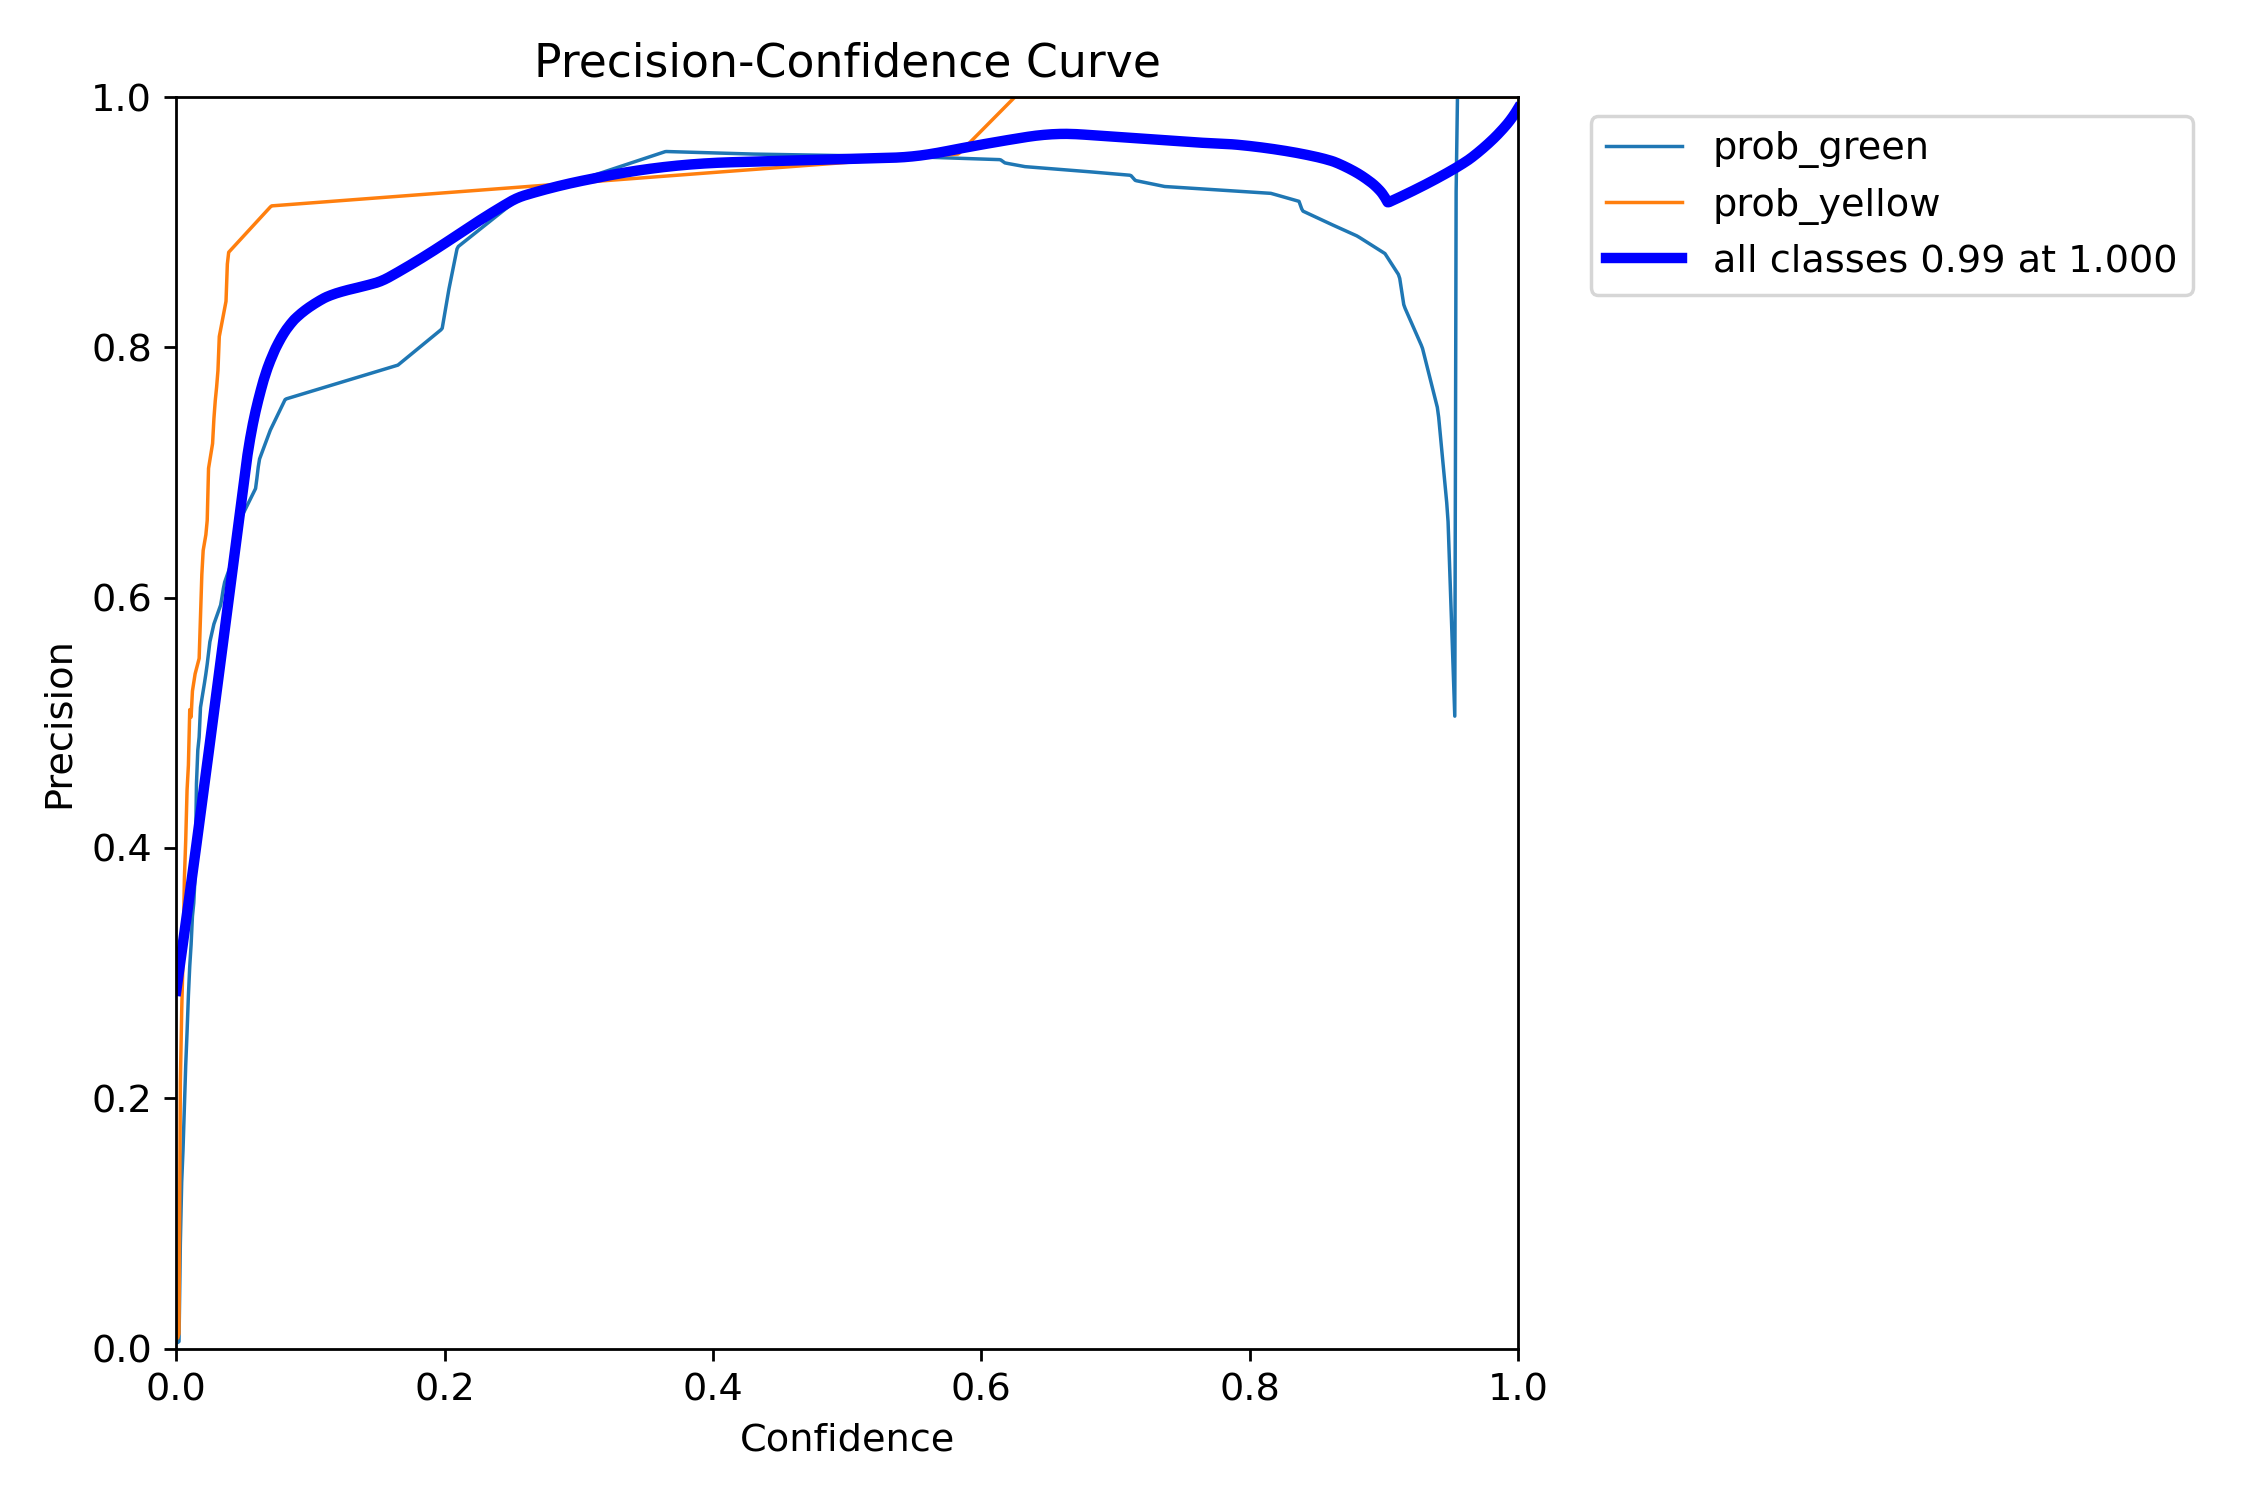 Precision-Confidence Curve
1.0
0.8
0.6
0.4
0.2
0.0
Precision
0.0 0.2 0.4 0.6 0.8 1.0
Confidence
prob_green
prob_yellow
all classes 0.99 at 1.000